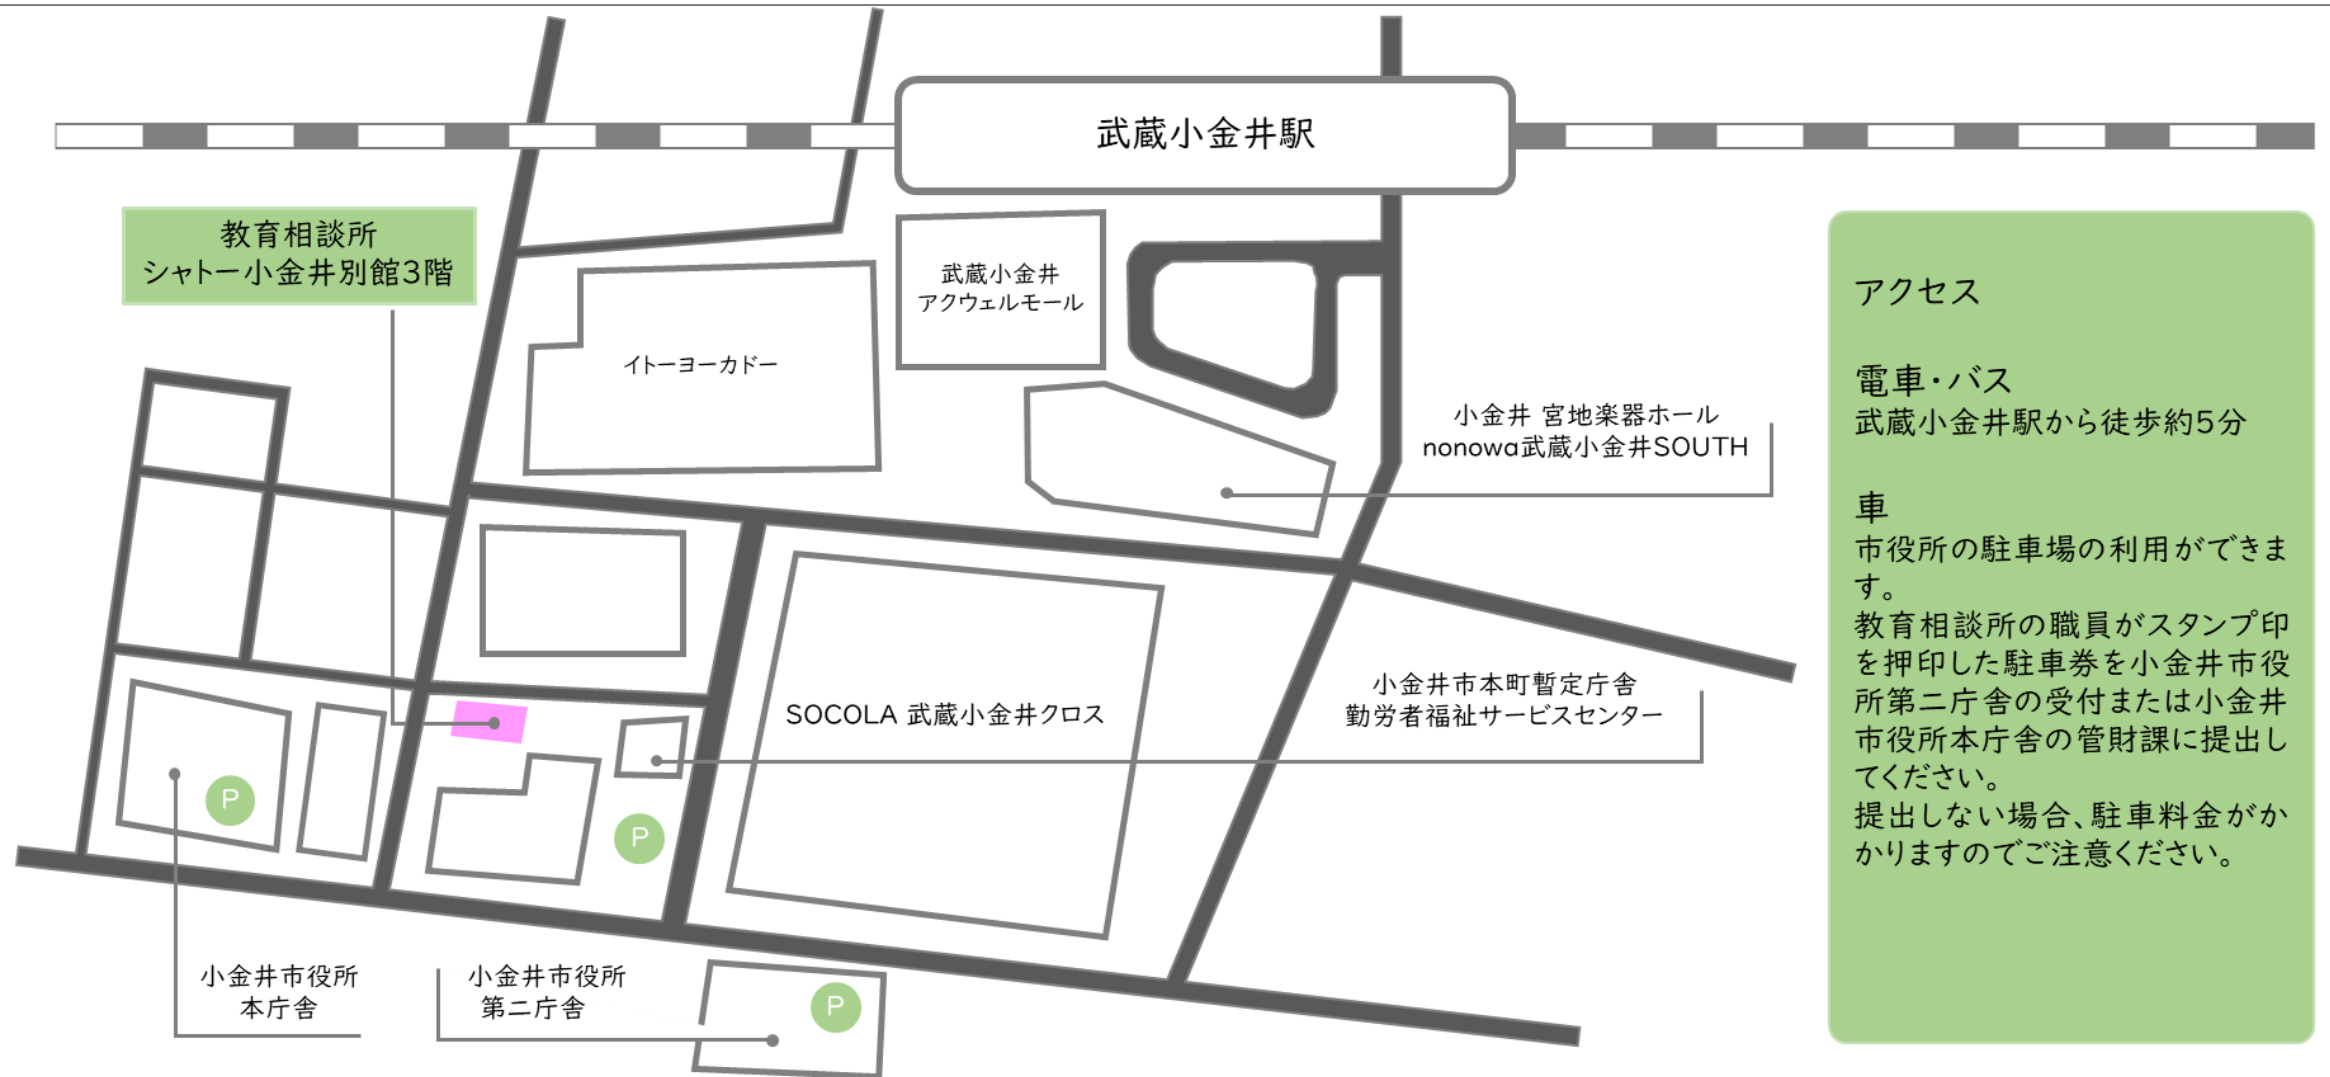 武蔵小金井駅
教育相談所
シャトー小金井別館3階
武蔵小金井
アクウェルモール
イトーヨーカドー
小金井 宮地楽器ホール
nonowa武蔵小金井SOUTH
SOCOLA 武蔵小金井クロス
小金井市本町暫定庁舎
勤労者福祉サービスセンター
P
P
小金井市役所
本庁舎
小金井市役所
第二庁舎
P
アクセス
電車・バス
武蔵小金井駅から徒歩約5分
車
市役所の駐車場の利用ができま
す。
教育相談所の職員がスタンプ印
を押印した駐車券を小金井市役
所第二庁舎の受付または小金井
市役所本庁舎の管財課に提出し
てください。
提出しない場合、駐車料金がか
かりますのでご注意ください。